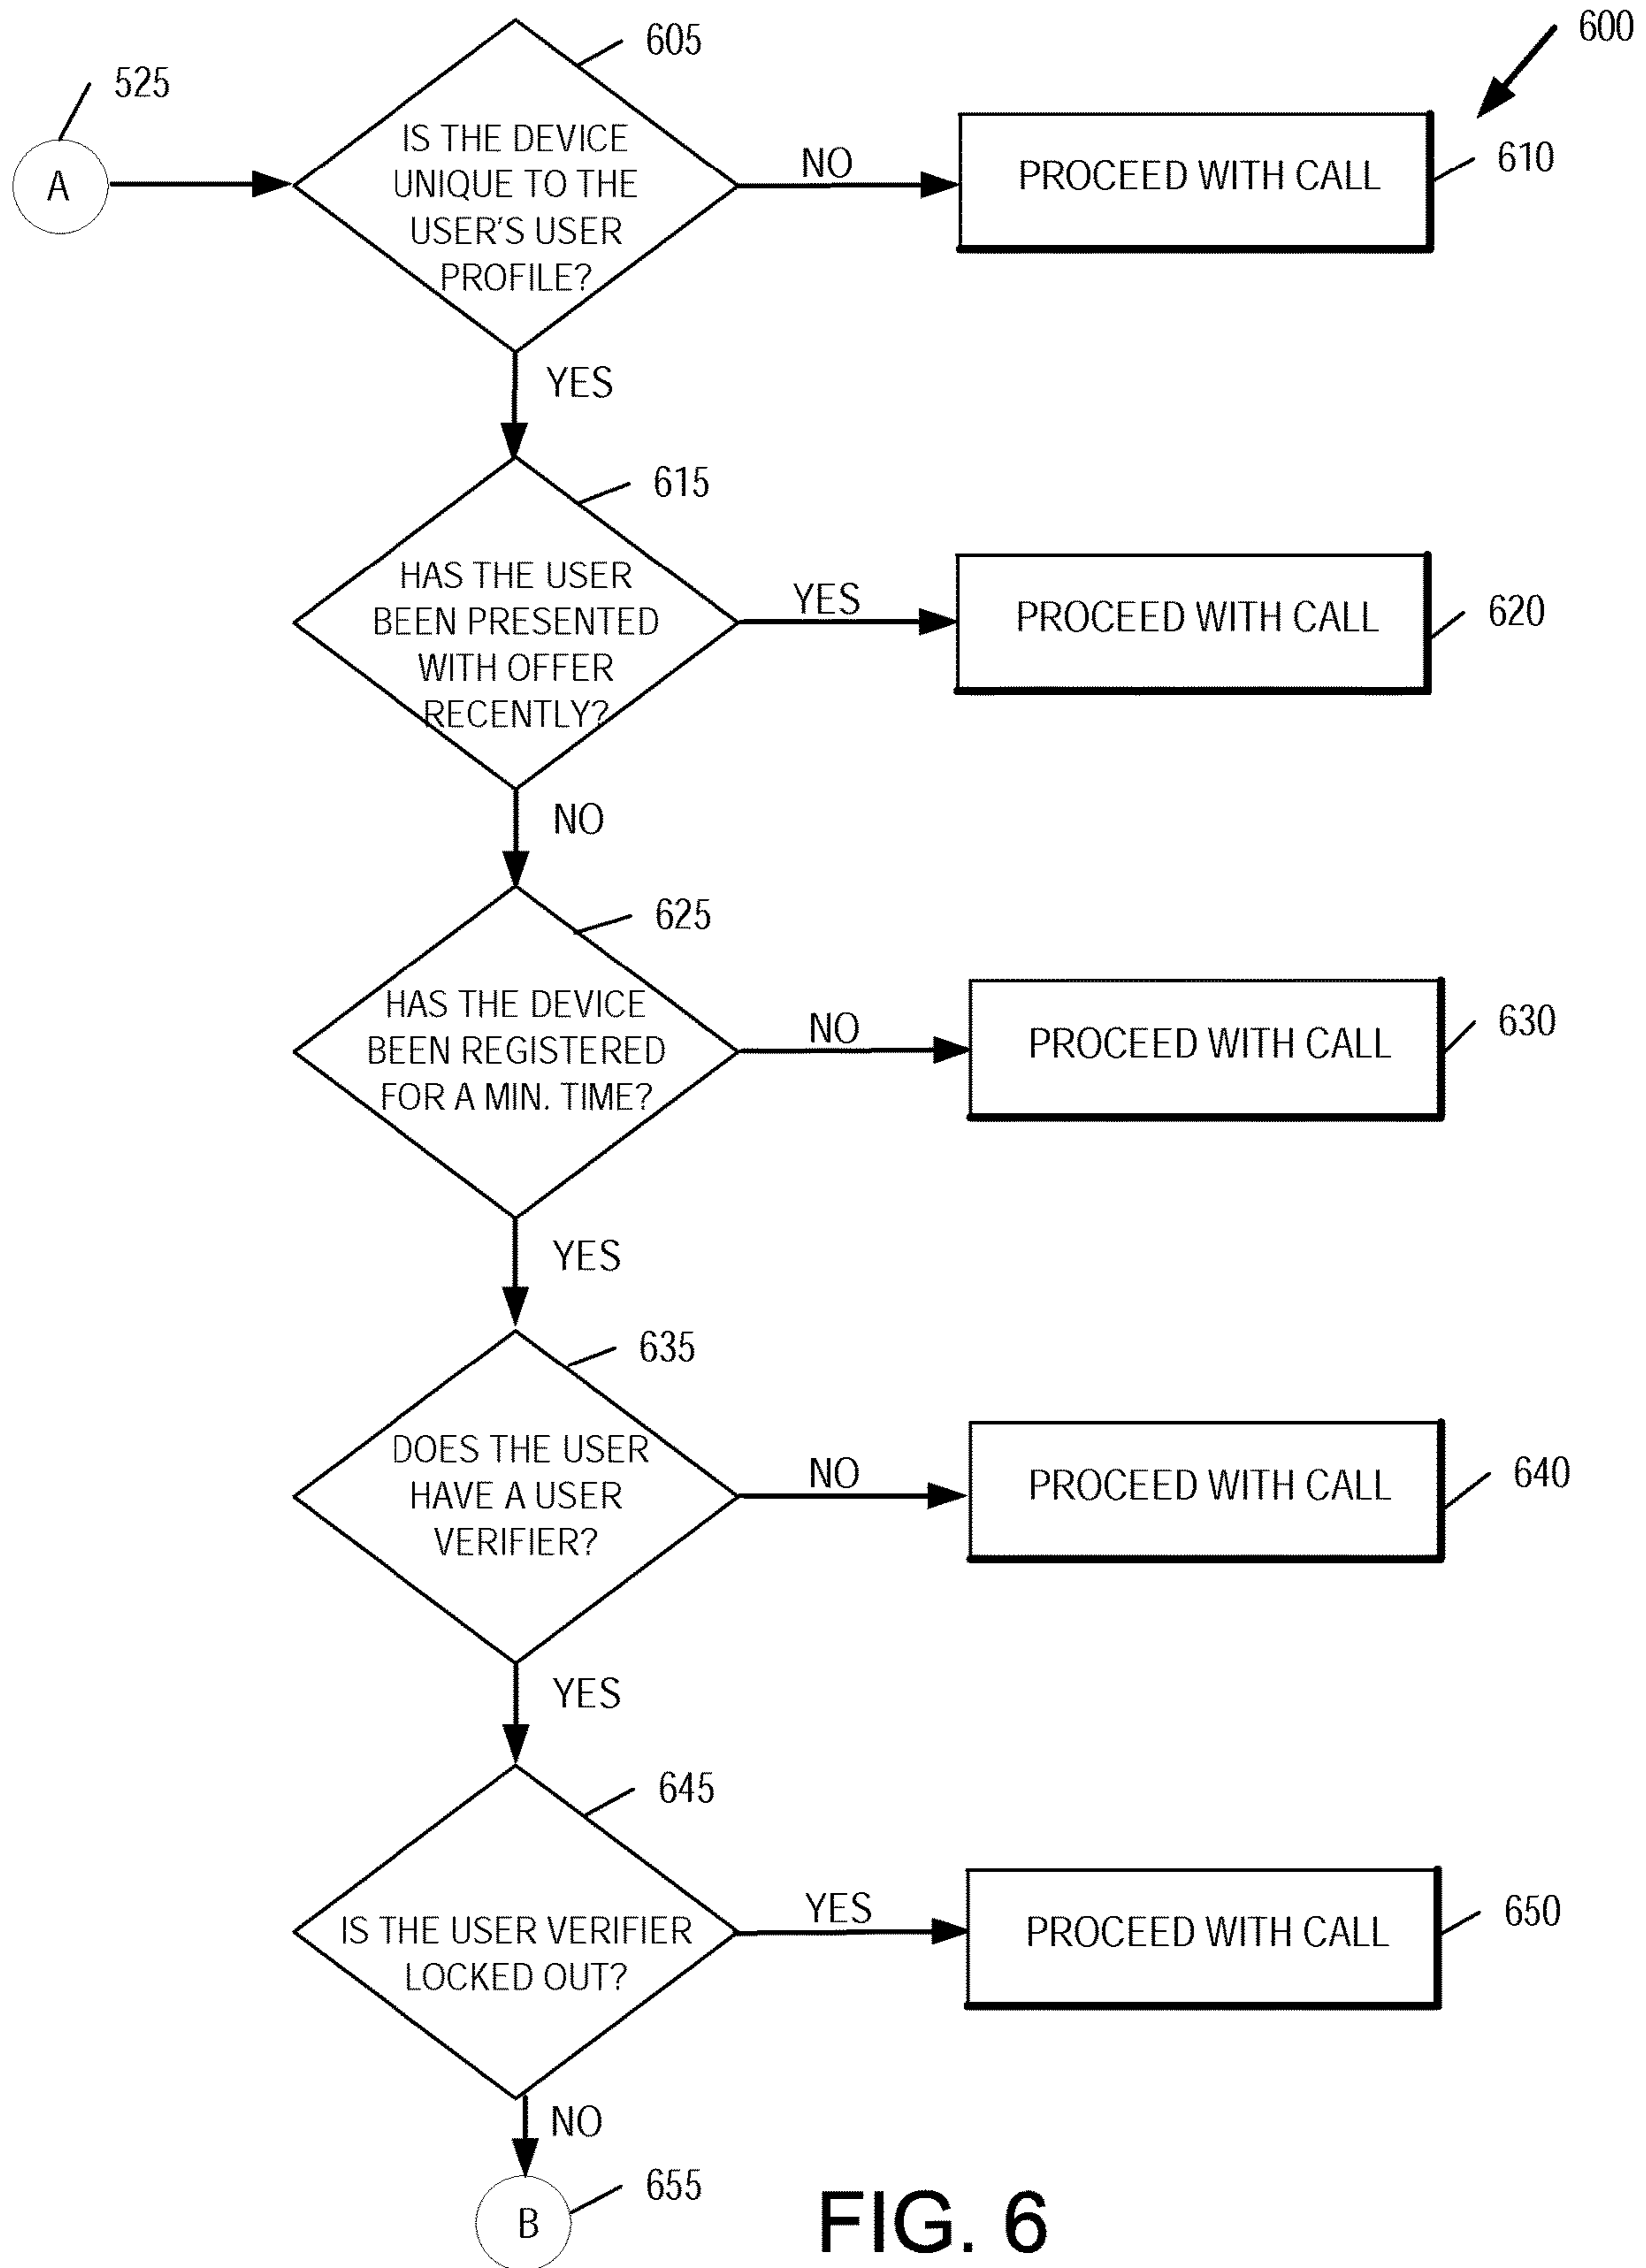 600
605
525
A
IS THE DEVICE
UNIQUE TO THE
USER'S USER
PROFILE?
NO
PROCEED WITH CALL
610
YES
615
HAS THE USER
BEEN PRESENTED
WITH OFFER
RECENTLY?
YES
PROCEED WITH CALL
620
NO
625
HAS THE DEVICE
BEEN REGISTERED
FOR A MIN. TIME?
NO
PROCEED WITH CALL
630
YES
635
DOES THE USER
HAVE A USER
VERIFIER?
NO
PROCEED WITH CALL
640
YES
645
IS THE USER VERIFIER
LOCKED OUT?
YES
PROCEED WITH CALL
650
NO
655
B
FIG. 6